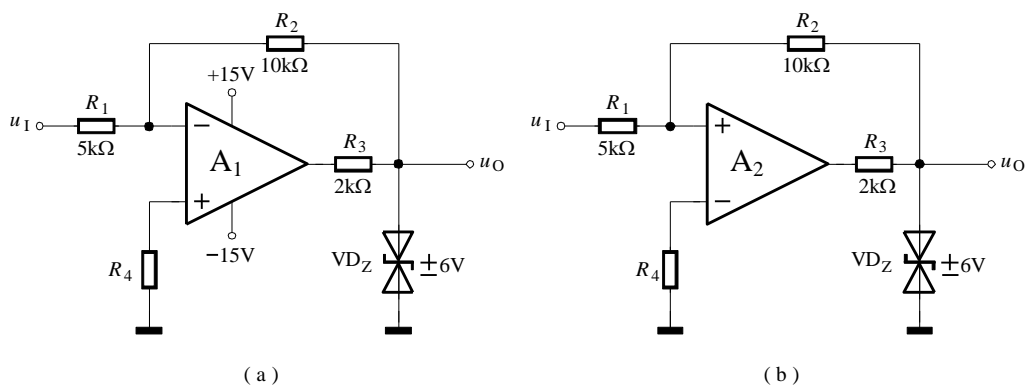 R2
10kΩ
+15V
R1
uI
5kΩ
−
A1
+
R3
2kΩ
uO
−15V
R4
VDZ
±6V
( a )
R2
10kΩ
R1
uI
5kΩ
+
A2
−
R3
2kΩ
uO
R4
VDZ
±6V
( b )